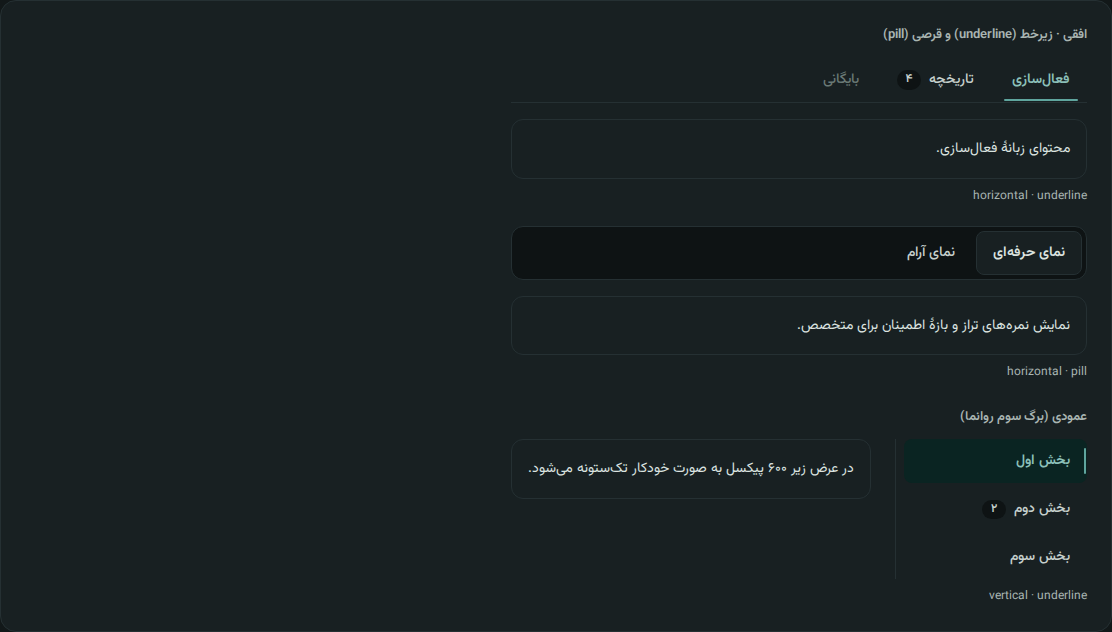 افقی · زیرخط (underline) و قرصی (pill)
فعال‌سازی تاریخچه ۴ بایگانی
محتوای زبانهٔ فعال‌سازی.
horizontal · underline
نمای حرفه‌ای نمای آرام
نمایش نمره‌های تراز و بازهٔ اطمینان برای متخصص.
horizontal · pill
عمودی (برگ سوم روانما)
بخش اول
در عرض زیر ۶۰۰ پیکسل به صورت خودکار تک‌ستونه می‌شود.
بخش دوم ۲
بخش سوم
vertical · underline